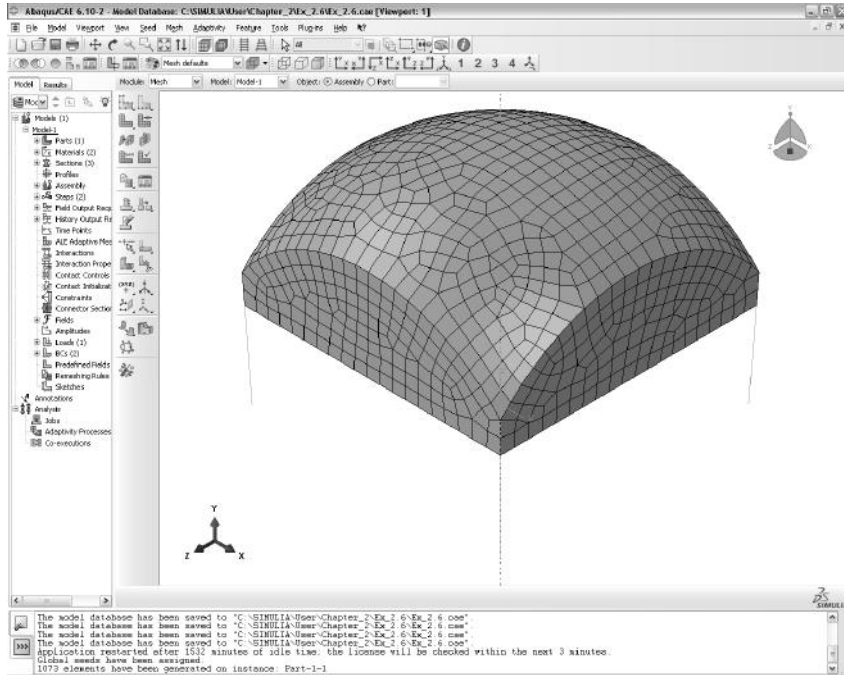 Abaqus/CAE 6.10-2 - Model Database: C:\SIMULIA\User\Chapter_2\Ex_2.6\Ex_2.6.cae [Viewport: 1]
File Model Viewport View Seed Mesh Adaptivity Feature Tools Plug-ins Help
All
Mesh defaults
1 2 3 4
Model Results
Module: Mesh Model: Model-1 Object: Assembly Part:
Models (1)
Model-1
Parts (1)
Materials (2)
Sections (3)
Profiles
Assembly
Steps (2)
Field Output Requ
History Output Re
Time Points
ALE Adaptive Mes
Interactions
Interaction Prope
Contact Controls
Contact Initializat
Constraints
Connector Section
Fields
Amplitudes
Loads (1)
BCs (2)
Predefined Fields
Remeshing Rules
Sketches
Annotations
Analysis
Jobs
Adaptivity Processes
Co-executions
Y
Z
X
Y
Z
X
SIMULIA
The model database has been saved to "C:\SIMULIA\User\Chapter_2\Ex_2.6\Ex_2.6.cae".
The model database has been saved to "C:\SIMULIA\User\Chapter_2\Ex_2.6\Ex_2.6.cae".
The model database has been saved to "C:\SIMULIA\User\Chapter_2\Ex_2.6\Ex_2.6.cae".
The model database has been saved to "C:\SIMULIA\User\Chapter_2\Ex_2.6\Ex_2.6.cae".
Application restarted after 1532 minutes of idle time; the license will be checked within the next 3 minutes.
Global seeds have been assigned.
1073 elements have been generated on instance: Part-1-1